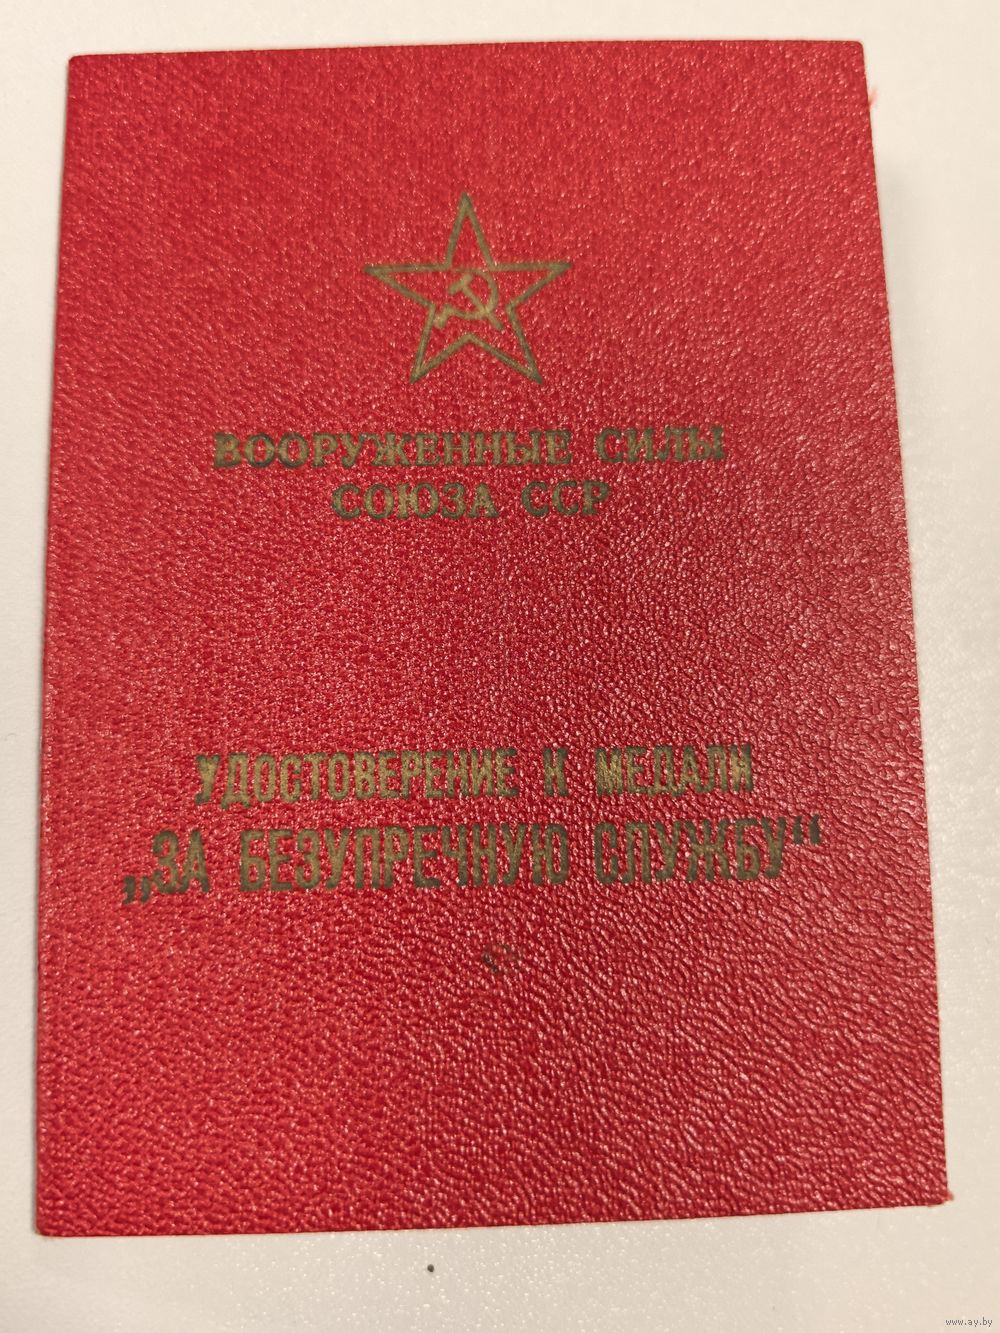 ВООРУЖЕННЫЕ СИЛЫ
СОЮЗА ССР
УДОСТОВЕРЕНИЕ К МЕДАЛИ
„ЗА БЕЗУПРЕЧНУЮ СЛУЖБУ“
www.ay.by